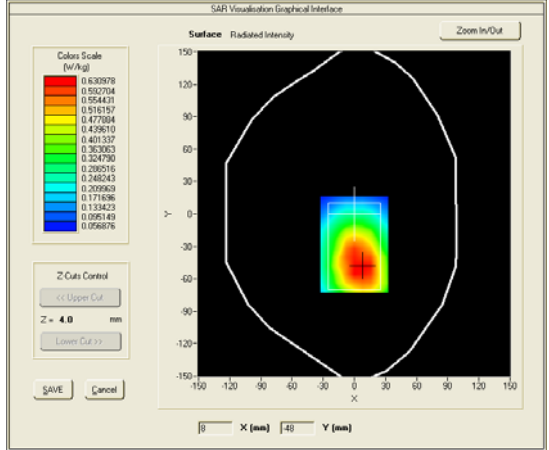 SAR Visualisation Graphical Interface
Surface Radiated Intensity
Zoom In/Out
Colors Scale
(W/kg)
0.630978
0.592704
0.554431
0.516157
0.477884
0.439610
0.401337
0.363063
0.324790
0.286516
0.248243
0.209969
0.171696
0.133423
0.095149
0.056876
150-
120-
90-
60-
30-
0-
-30-
-60-
-90-
-120-
-150-
Y
-150 -120 -90 -60 -30 0 30 60 90 120 150
X
Z Cuts Control
<< Upper Cut
Z = 4.0 mm
Lower Cut >>
SAVE Cancel
8 X (mm) -48 Y (mm)